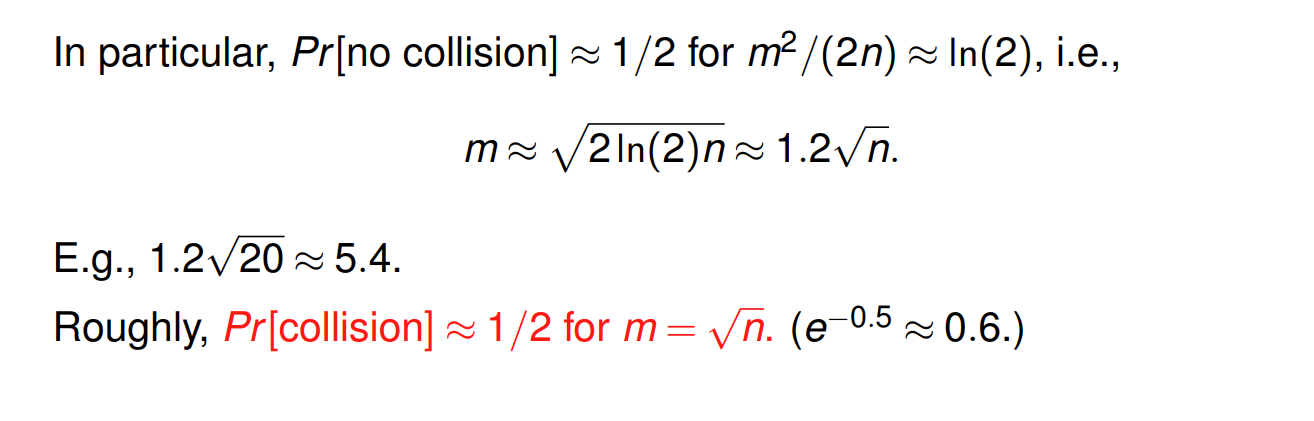 In particular, Pr[no collision] ≈ 1/2 for m²/(2n) ≈ ln(2), i.e.,
m ≈ √(2 ln(2)n) ≈ 1.2√n.
E.g., 1.2√20 ≈ 5.4.
Roughly, Pr[collision] ≈ 1/2 for m = √n. (e⁻⁰·⁵ ≈ 0.6.)